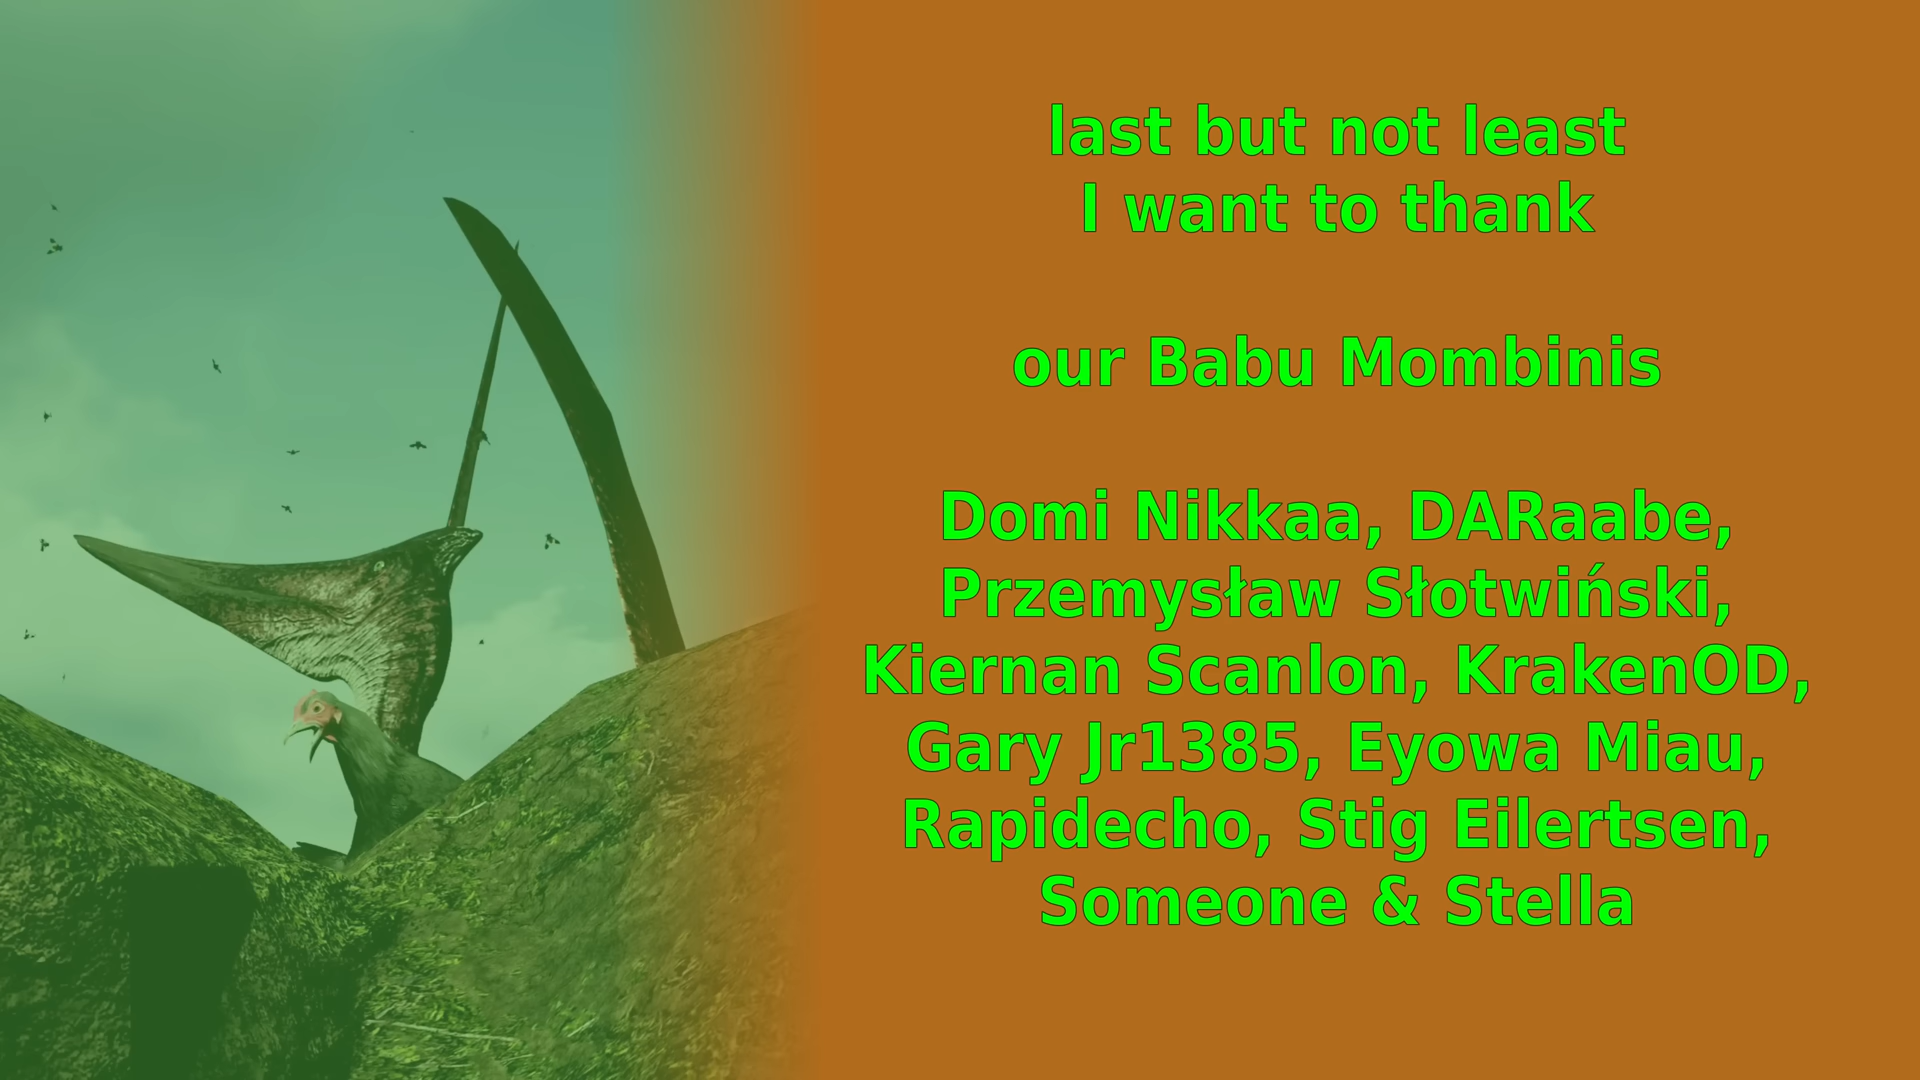 last but not least
I want to thank
our Babu Mombinis
Domi Nikkaa, DARaabe,
Przemysław Słotwiński,
Kiernan Scanlon, KrakenOD,
Gary Jr1385, Eyowa Miau,
Rapidecho, Stig Eilertsen,
Someone & Stella